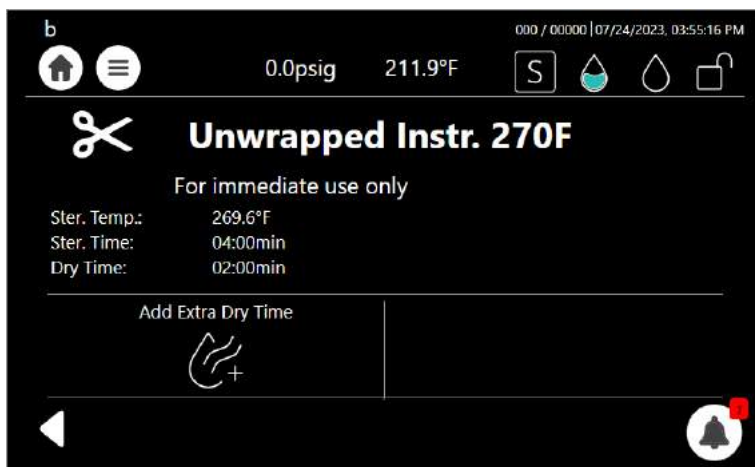 b
000 / 00000 | 07/24/2023, 03:55:16 PM
0.0psig 211.9°F S
Unwrapped Instr. 270F
For immediate use only
Ster. Temp.: 269.6°F
Ster. Time: 04:00min
Dry Time: 02:00min
Add Extra Dry Time